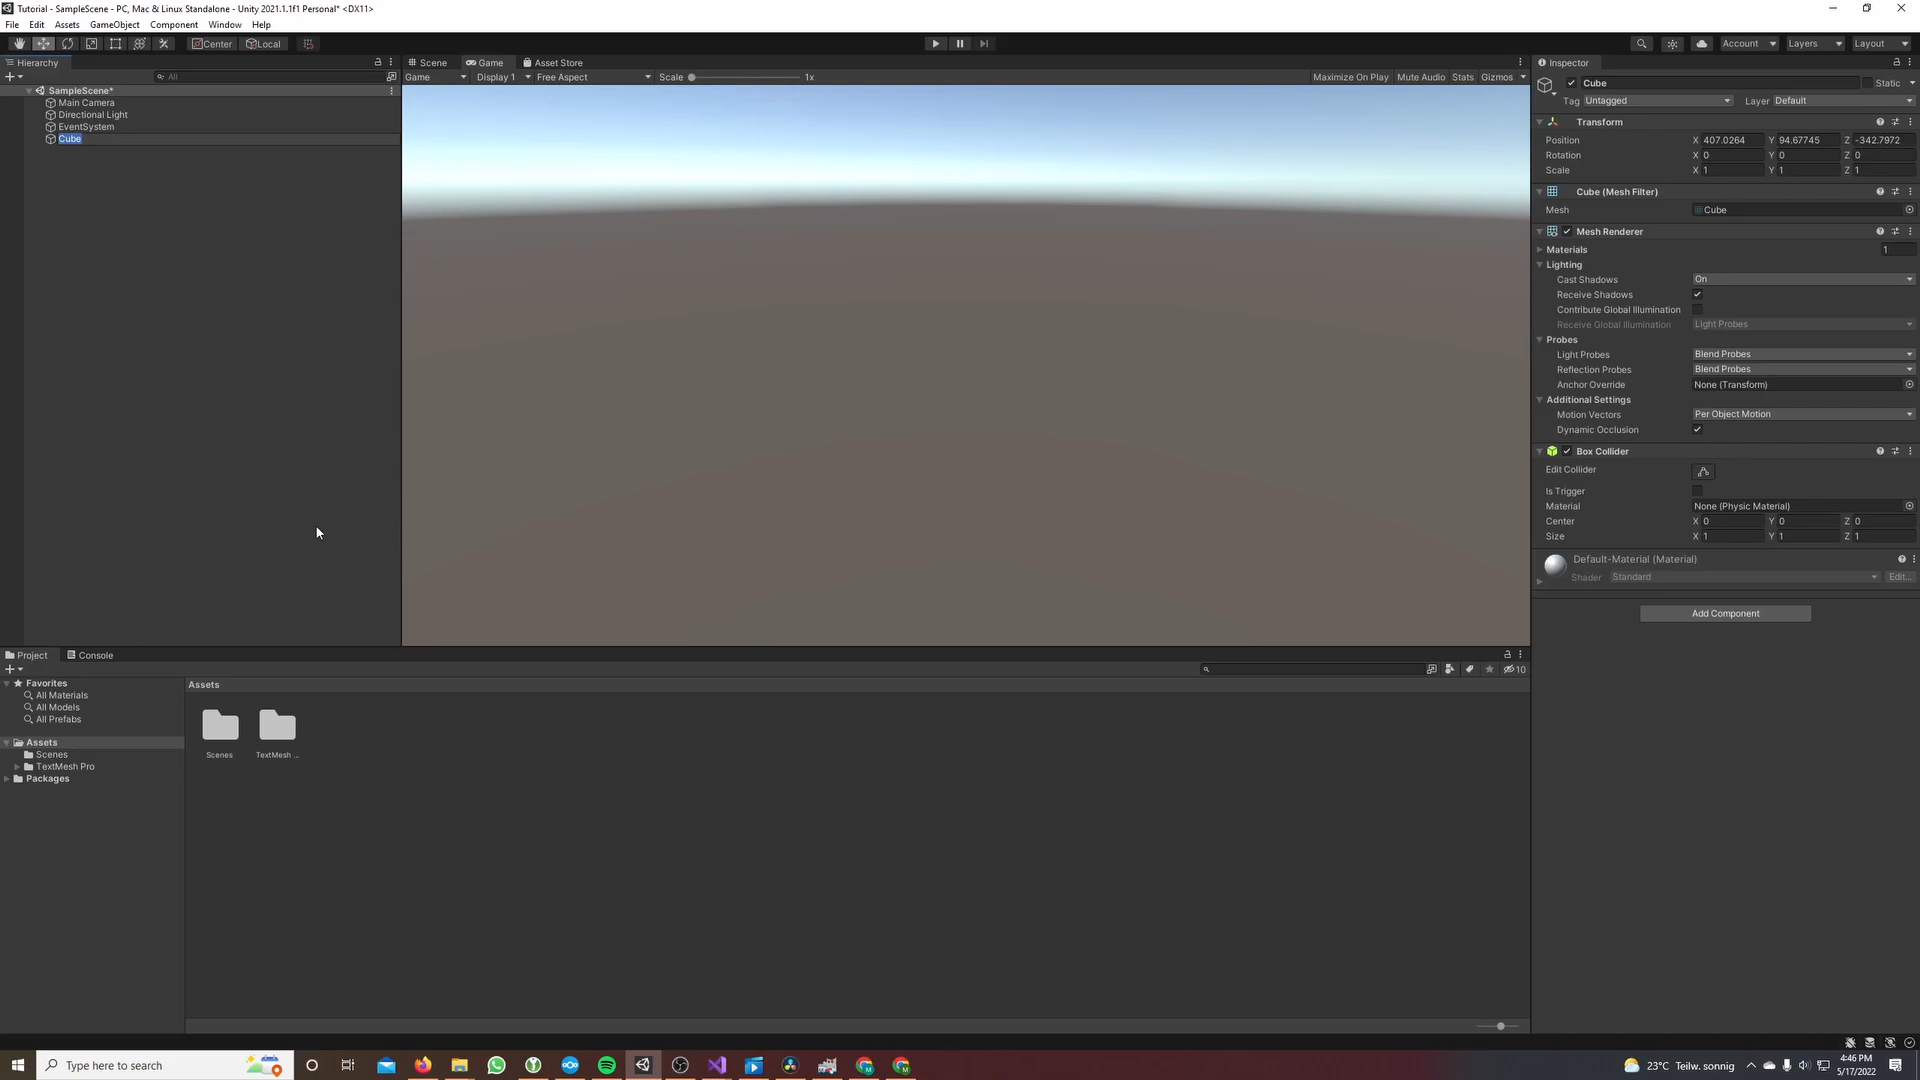 Tutorial - SampleScene - PC, Mac & Linux Standalone - Unity 2021.1.1f1 Personal* <DX11>
File Edit Assets GameObject Component Window Help
Center Local
Account Layers Layout
Hierarchy
All
SampleScene*
Main Camera
Directional Light
EventSystem
Cube
Scene Game Asset Store
Game Display 1 Free Aspect Scale 1x Maximize On Play Mute Audio Stats Gizmos
Inspector
Cube Static
Tag Untagged Layer Default
Transform
Position X 407.0264 Y 94.67745 Z -342.7972
Rotation X 0 Y 0 Z 0
Scale X 1 Y 1 Z 1
Cube (Mesh Filter)
Mesh Cube
Mesh Renderer
Materials 1
Lighting
Cast Shadows On
Receive Shadows
Contribute Global Illumination
Receive Global Illumination Light Probes
Probes
Light Probes Blend Probes
Reflection Probes Blend Probes
Anchor Override None (Transform)
Additional Settings
Motion Vectors Per Object Motion
Dynamic Occlusion
Box Collider
Edit Collider
Is Trigger
Material None (Physic Material)
Center X 0 Y 0 Z 0
Size X 1 Y 1 Z 1
Default-Material (Material)
Shader Standard Edit...
Add Component
Project Console
10
Favorites
All Materials
All Models
All Prefabs
Assets
Scenes
TextMesh Pro
Packages
Assets
Scenes TextMesh ...
Type here to search
23°C Teilw. sonnig
4:46 PM
5/17/2022